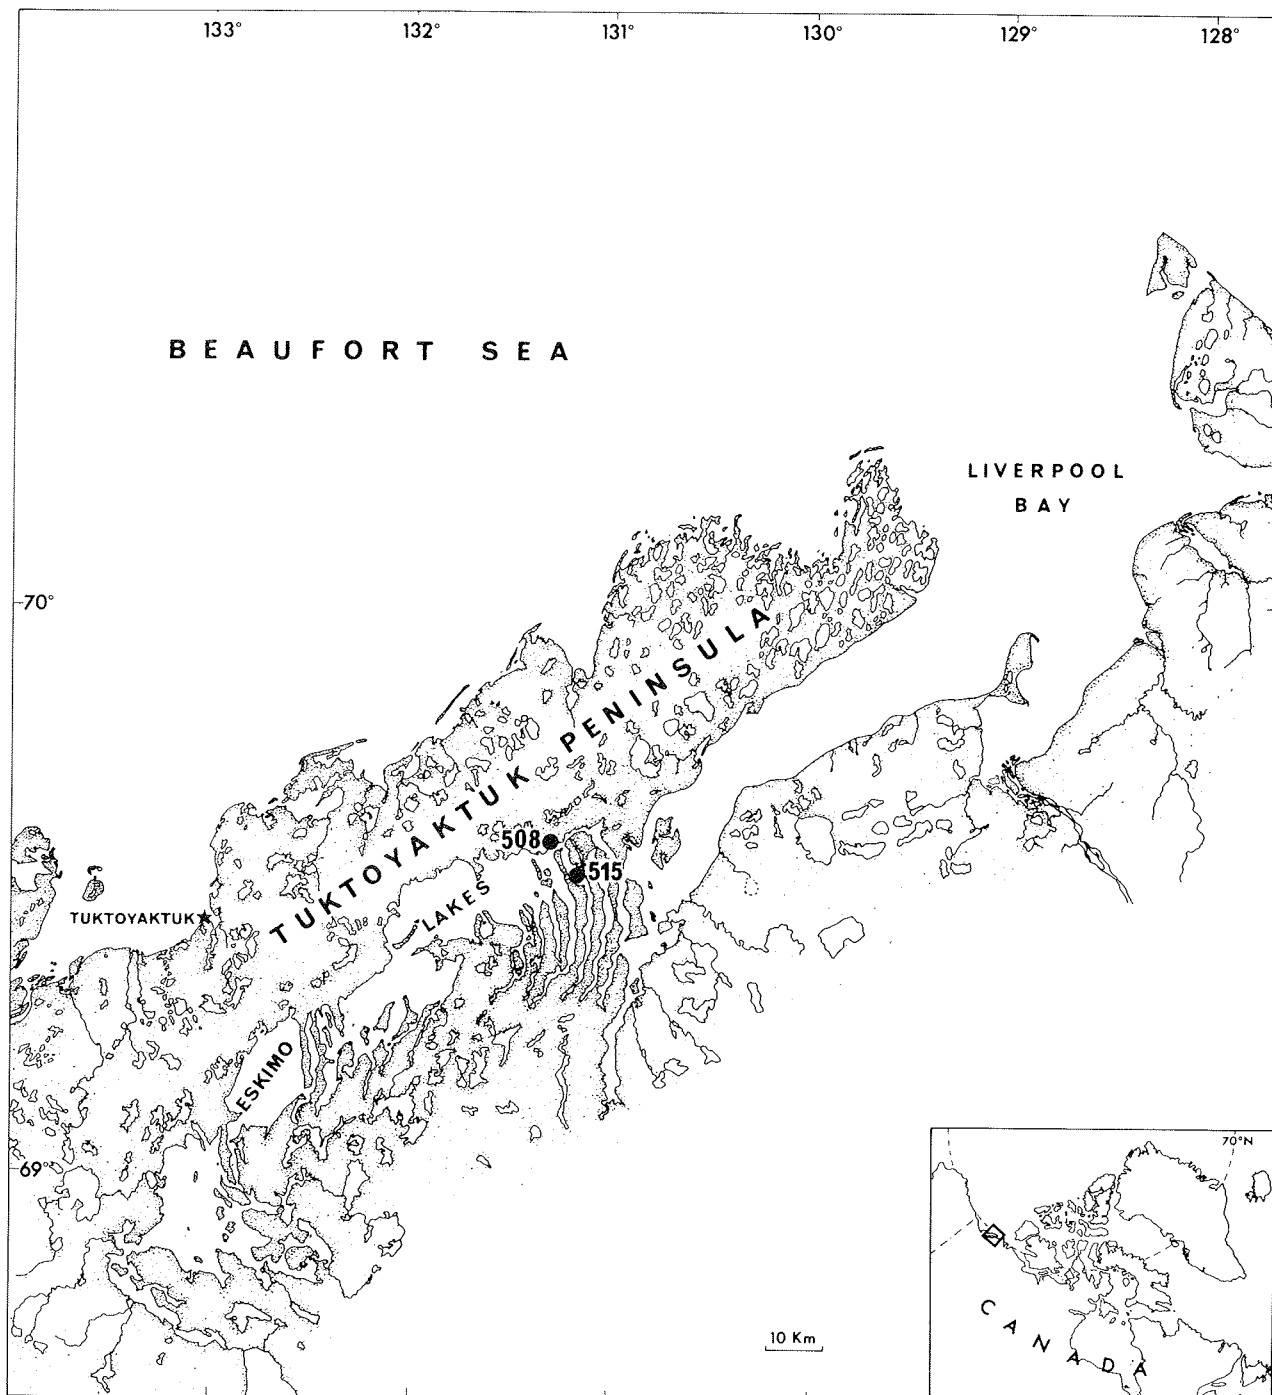 133° 132° 131° 130° 129° 128°
BEAUFORT SEA
LIVERPOOL
BAY
70°
TUKTOYAKTUK PENINSULA
508
515
LAKES
TUKTOYAKTUK
ESKIMO
69°
70°N
10 Km
CANADA